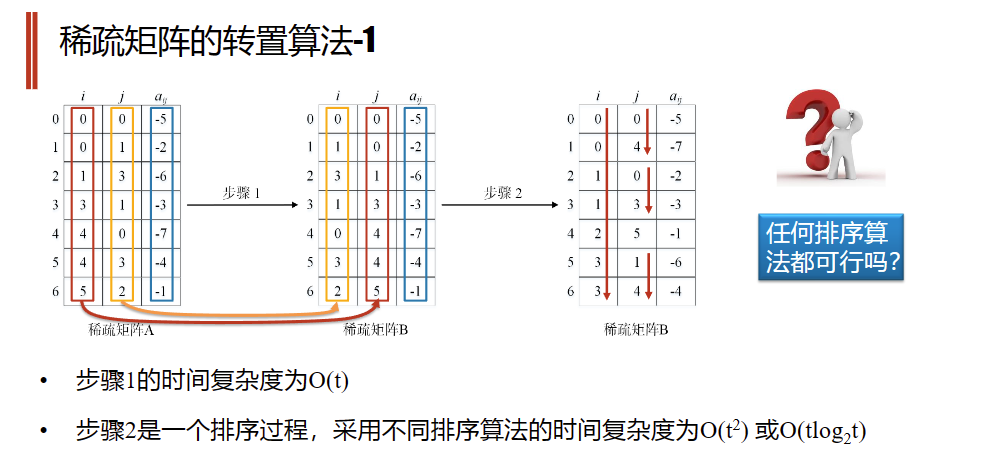 稀疏矩阵的转置算法-1
i j aij i j aij i j aij
0 0 0 -5 0 0 0 -5 0 0 0 -5
1 0 1 -2 1 1 0 -2 1 0 4 -7
2 1 3 -6 2 3 1 -6 2 1 0 -2
步骤 1 步骤 2
3 3 1 -3 3 1 3 -3 3 1 3 -3
4 4 0 -7 4 0 4 -7 4 2 5 -1
5 4 3 -4 5 3 4 -4 5 3 1 -6
6 5 2 -1 6 2 5 -1 6 3 4 -4
稀疏矩阵A 稀疏矩阵B 稀疏矩阵B
任何排序算
法都可行吗?
• 步骤1的时间复杂度为O(t)
• 步骤2是一个排序过程，采用不同排序算法的时间复杂度为O(t²) 或O(tlog₂t)